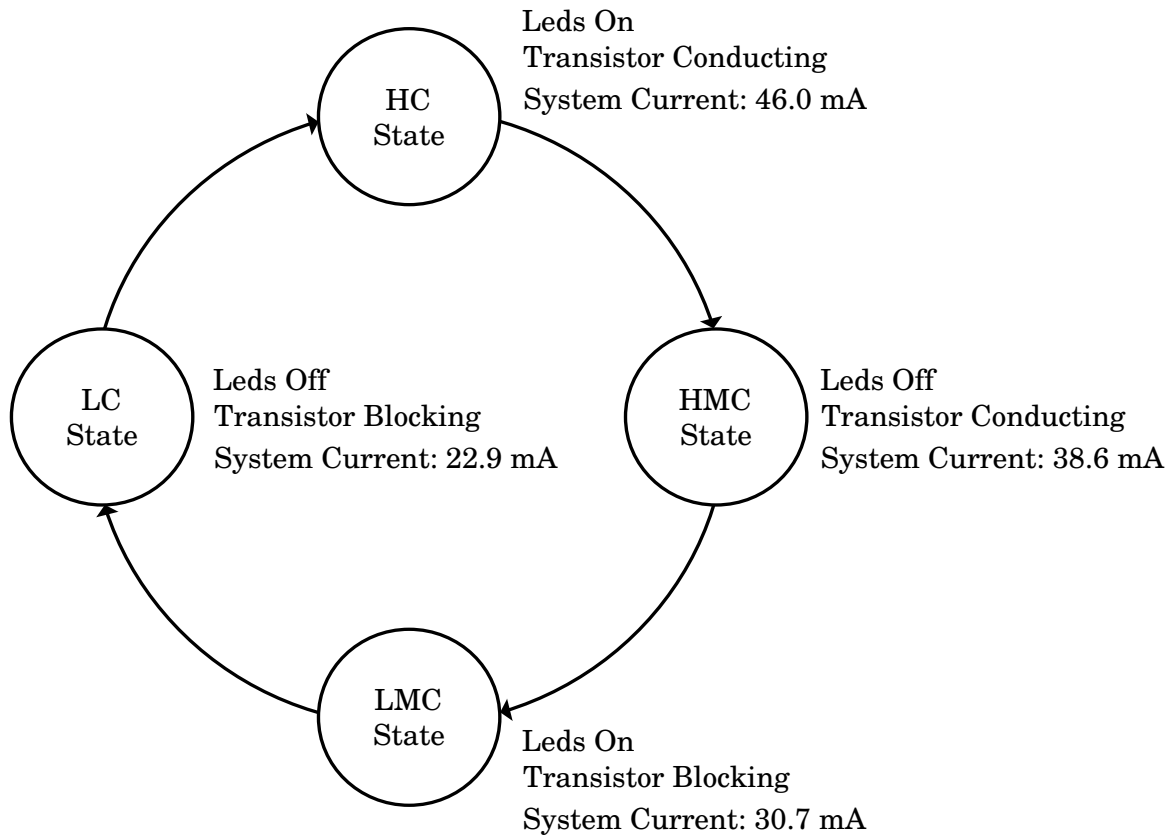 Leds On
Transistor Conducting
System Current: 46.0 mA
HC
State
LC
State
Leds Off
Transistor Blocking
System Current: 22.9 mA
HMC
State
Leds Off
Transistor Conducting
System Current: 38.6 mA
LMC
State
Leds On
Transistor Blocking
System Current: 30.7 mA